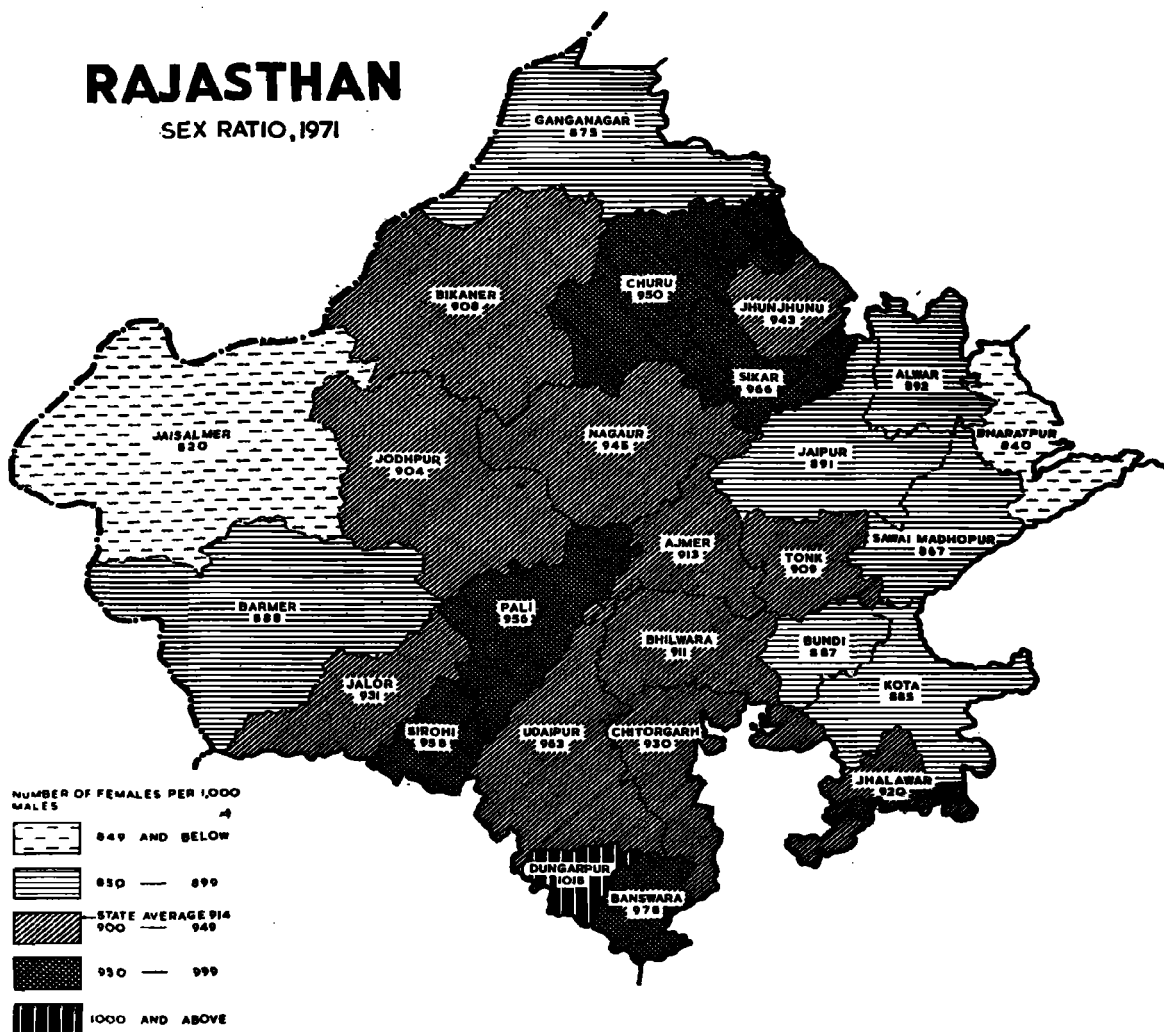 RAJASTHAN
SEX RATIO, 1971
GANGANAGAR
875
CHURU
950
BIKANER
908
JHUNJHUNU
943
SIKAR
966
ALWAR
892
JAISALMER
820
NAGAUR
945
BHARATPUR
840
JODHPUR
904
JAIPUR
891
AJMER
913
SAWAI MADHOPUR
867
TONK
909
BARMER
888
PALI
956
BHILWARA
911
BUNDI
887
JALOR
931
KOTA
885
SIROHI
958
UDAIPUR
963
CHITORGARH
930
JHALAWAR
920
DUNGARPUR
1015
BANSWARA
978
NUMBER OF FEMALES PER 1,000
MALES
849 AND BELOW
850 — 899
STATE AVERAGE 914
900 — 949
950 — 999
1000 AND ABOVE